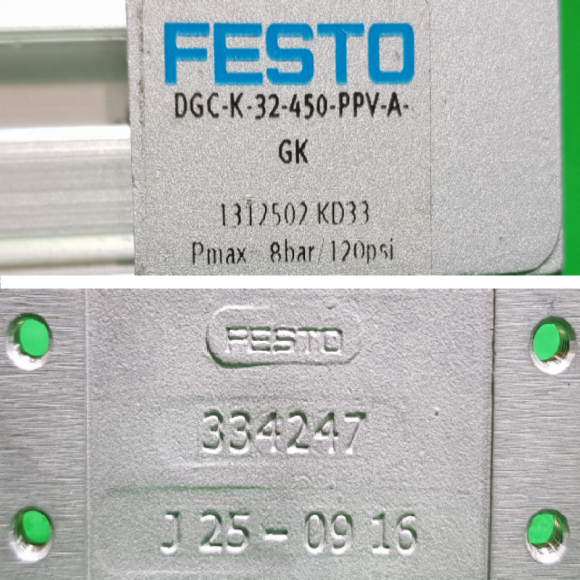 FESTO
DGC-K-32-450-PPV-A-
GK
1312502 KD33
Pmax 8bar/120psi
FESTO
334247
J 25-09 16